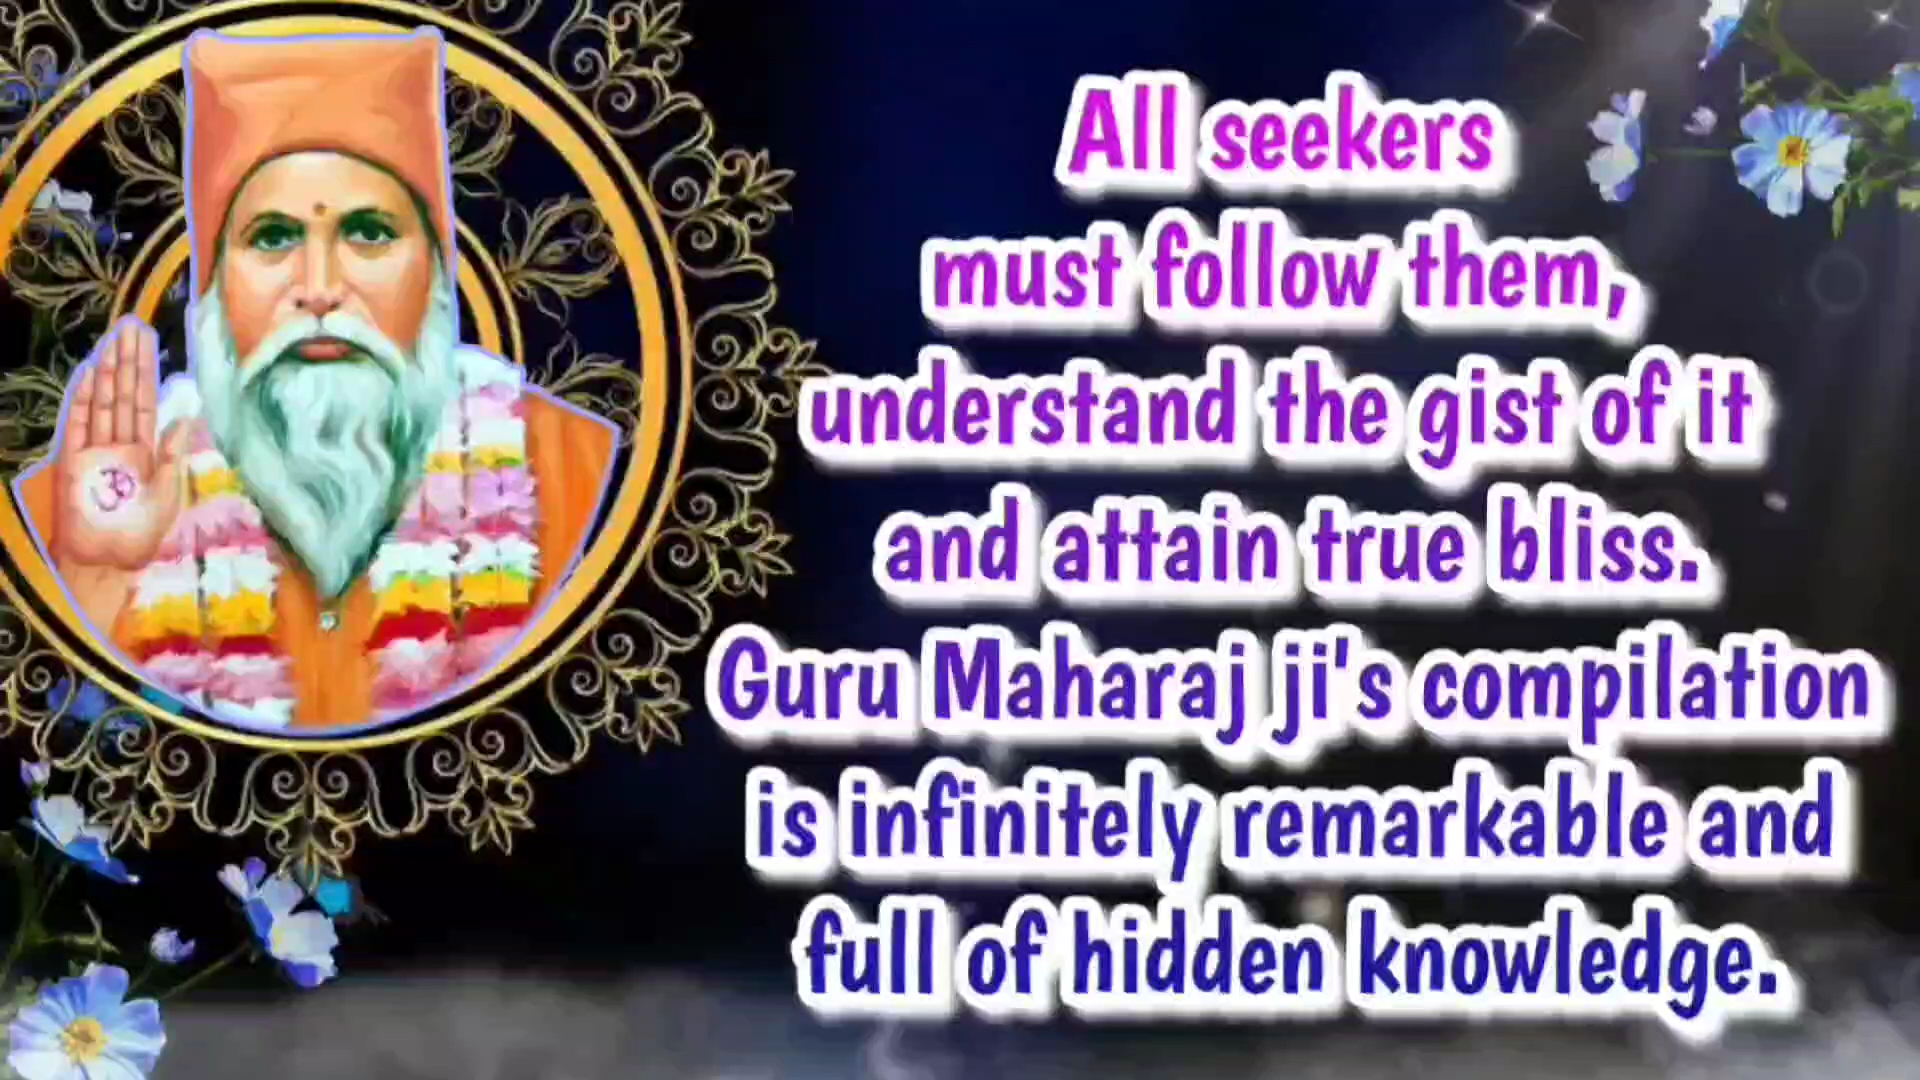 All seekers
must follow them,
understand the gist of it
and attain true bliss.
Guru Maharaj ji's compilation
is infinitely remarkable and
full of hidden knowledge.
ॐ